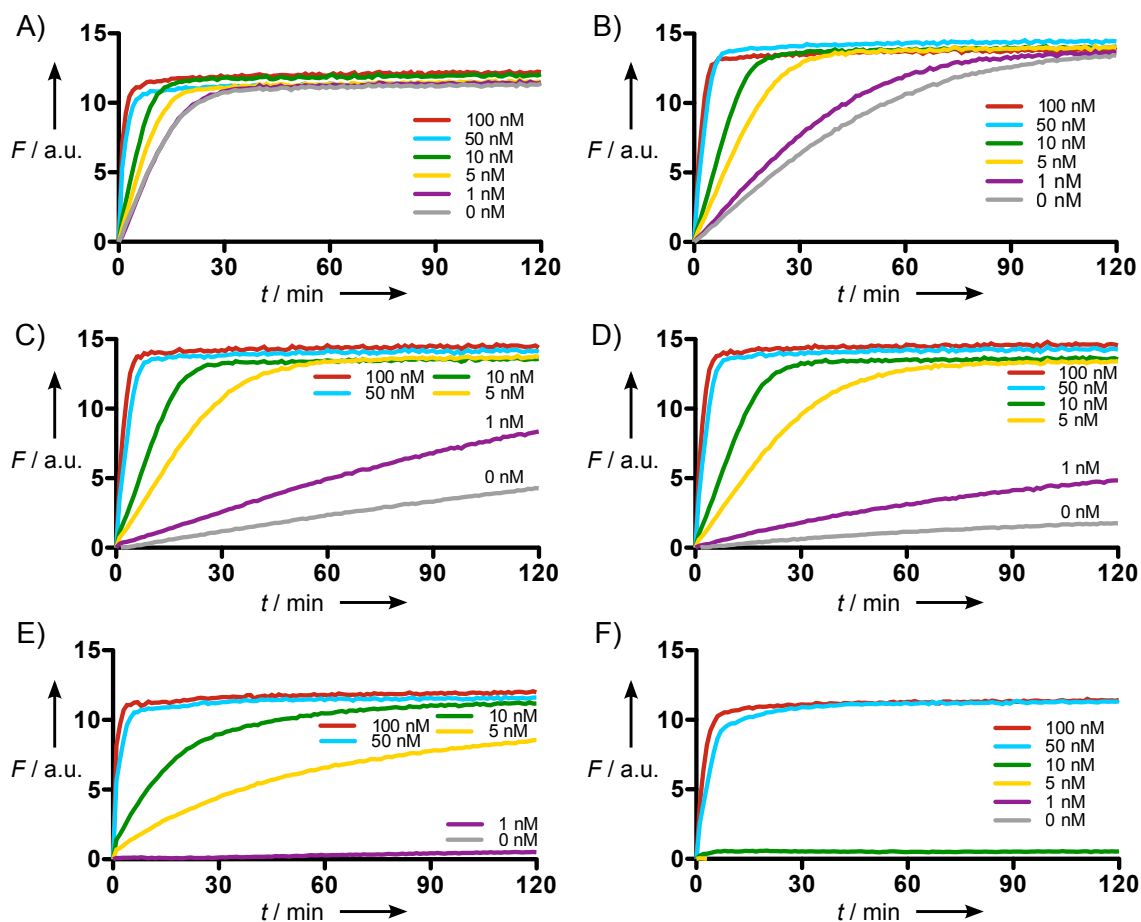 A)
15
10
5
0
F / a.u.
100 nM
50 nM
10 nM
5 nM
1 nM
0 nM
0 30 60 90 120
t / min
B)
15
10
5
0
F / a.u.
100 nM
50 nM
10 nM
5 nM
1 nM
0 nM
0 30 60 90 120
t / min
C)
15
10
5
0
F / a.u.
100 nM 10 nM
50 nM 5 nM
1 nM
0 nM
0 30 60 90 120
t / min
D)
15
10
5
0
F / a.u.
100 nM
50 nM
10 nM
5 nM
1 nM
0 nM
0 30 60 90 120
t / min
E)
15
10
5
0
F / a.u.
100 nM 10 nM
50 nM 5 nM
1 nM
0 nM
0 30 60 90 120
t / min
F)
15
10
5
0
F / a.u.
100 nM
50 nM
10 nM
5 nM
1 nM
0 nM
0 30 60 90 120
t / min